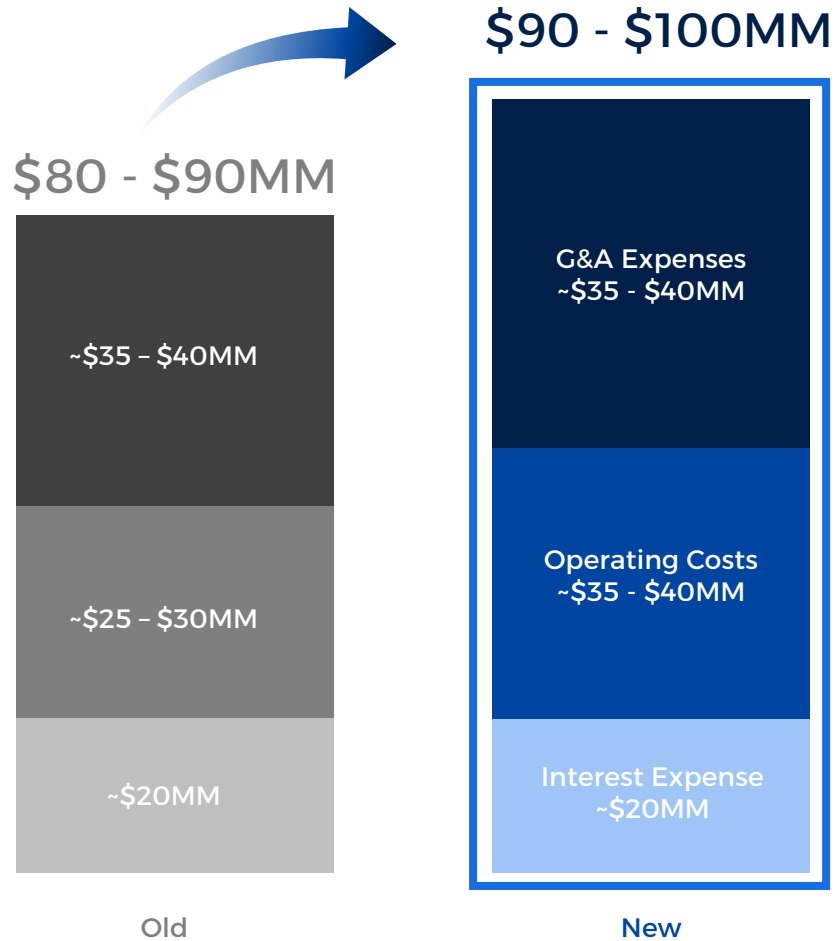 $90 - $100MM
$80 - $90MM
G&A Expenses
~$35 - $40MM
~$35 – $40MM
Operating Costs
~$35 - $40MM
~$25 – $30MM
Interest Expense
~$20MM
~$20MM
Old
New